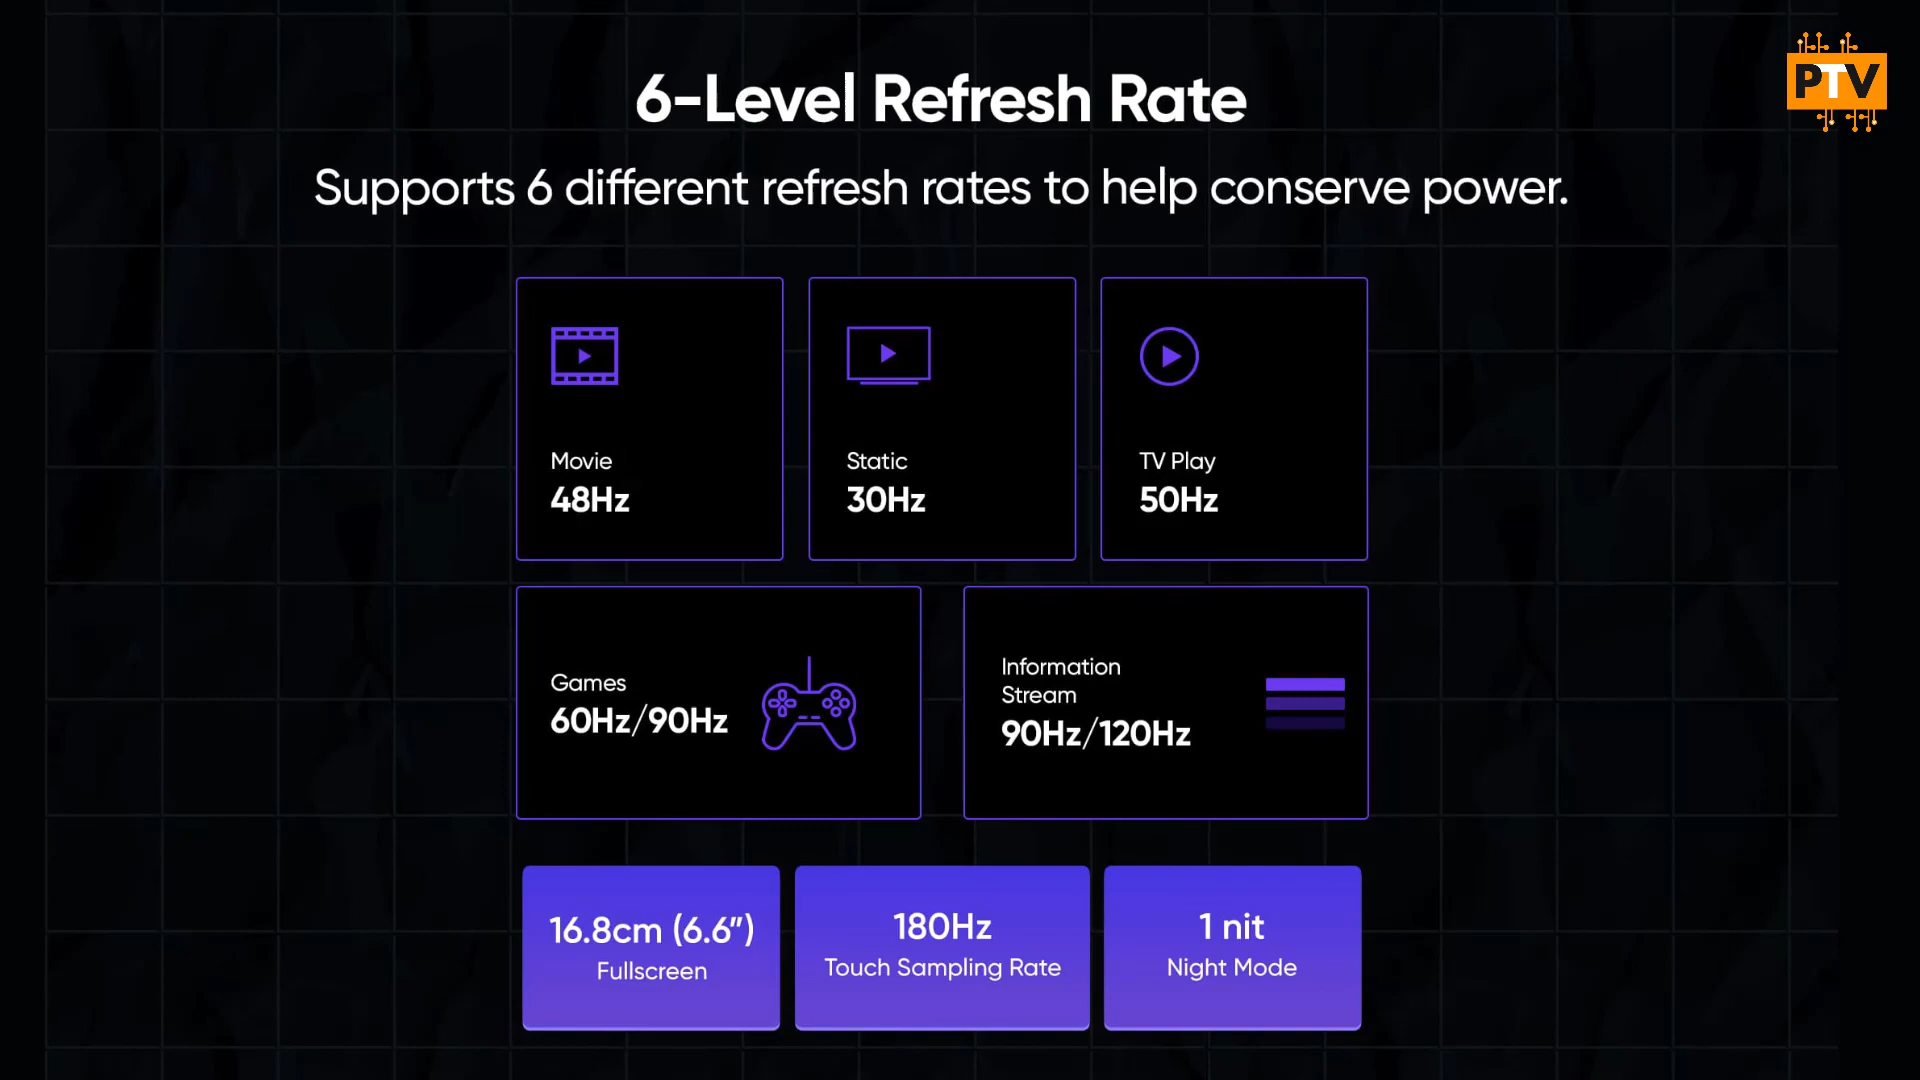 6-Level Refresh Rate
PTV
Supports 6 different refresh rates to help conserve power.
Movie
48Hz
Static
30Hz
TV Play
50Hz
Games
60Hz/90Hz
Information
Stream
90Hz/120Hz
16.8cm (6.6″)
Fullscreen
180Hz
Touch Sampling Rate
1 nit
Night Mode